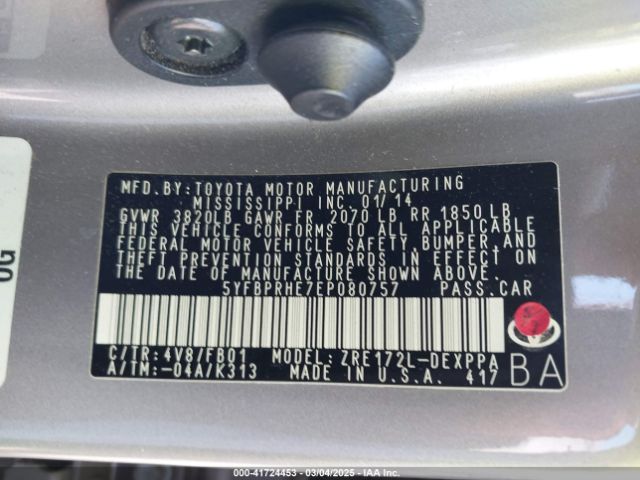 MFD. BY: TOYOTA MOTOR MANUFACTURING
MISSISSIPPI INC. 01/14
GVWR 3820LB GAWR FR. 2070 LB RR 1850 LB
THIS VEHICLE CONFORMS TO ALL APPLICABLE
FEDERAL MOTOR VEHICLE SAFETY, BUMPER, AND
THEFT PREVENTION STANDARDS IN EFFECT ON
THE DATE OF MANUFACTURE SHOWN ABOVE.
5YFBPRHE7EP080757 PASS. CAR
C/TR: 4V8/FB01 MODEL: ZRE172L-DEXPPA
A/TM: -04A/K313 MADE IN U.S.A. 417
BA
OG
000-41724453 - 03/04/2025 - IAA Inc.